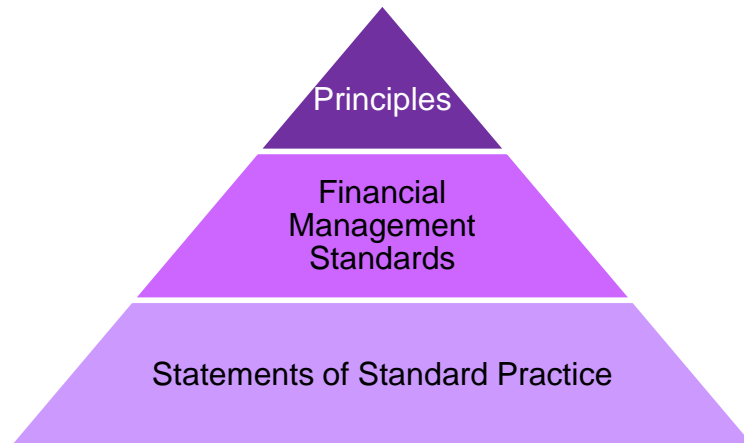 Principles
Financial
Management
Standards
Statements of Standard Practice